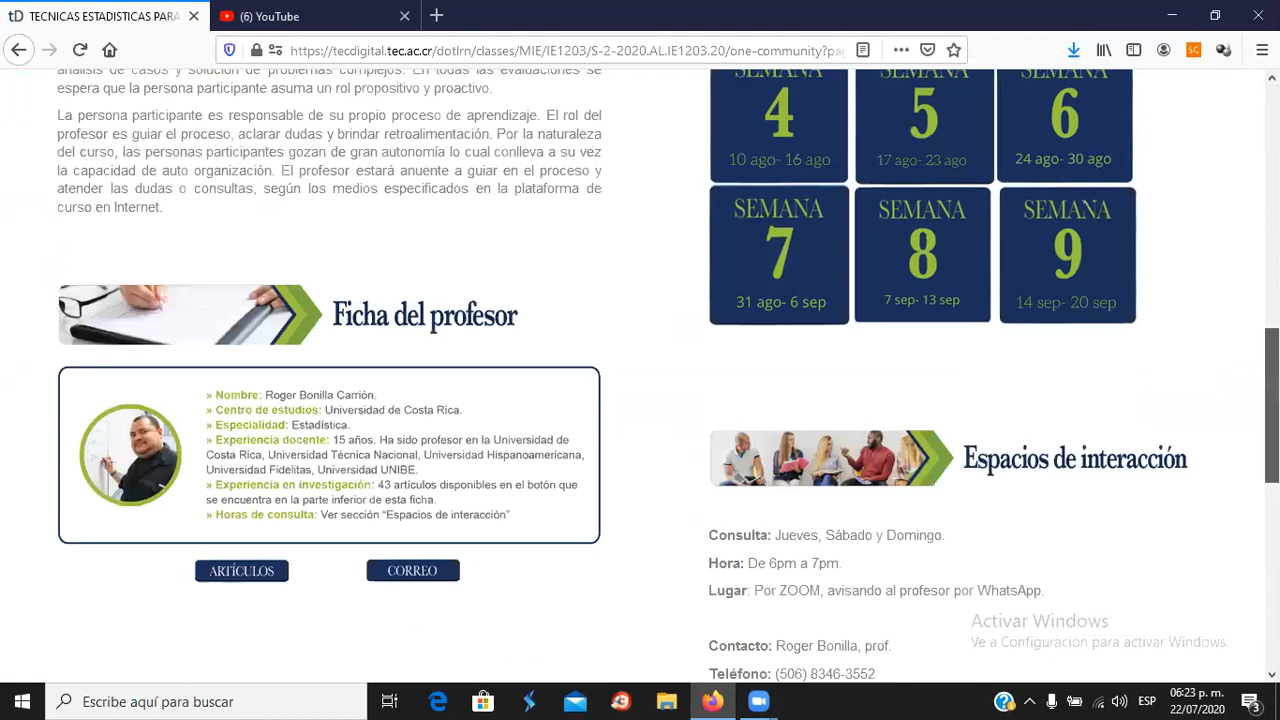 TECNICAS ESTADISTICAS PARA
(6) YouTube
https://tecdigital.tec.ac.cr/dotlrn/classes/MIE/IE1203/S-2-2020.AL.IE1203.20/one-community?pa
análisis de casos y solución de problemas complejos. En todas las evaluaciones se
espera que la persona participante asuma un rol propositivo y proactivo.
La persona participante es responsable de su propio proceso de aprendizaje. El rol del
profesor es guiar el proceso, aclarar dudas y brindar retroalimentación. Por la naturaleza
del curso, las personas participantes gozan de gran autonomía lo cual conlleva a su vez
la capacidad de auto organización. El profesor estará anuente a guiar en el proceso y
atender las dudas o consultas, según los medios especificados en la plataforma de
curso en Internet.
Ficha del profesor
» Nombre: Roger Bonilla Carrión.
» Centro de estudios: Universidad de Costa Rica.
» Especialidad: Estadística.
» Experiencia docente: 15 años. Ha sido profesor en la Universidad de
Costa Rica, Universidad Técnica Nacional, Universidad Hispanoamericana,
Universidad Fidelitas, Universidad UNIBE.
» Experiencia en investigación: 43 artículos disponibles en el botón que
se encuentra en la parte inferior de esta ficha.
» Horas de consulta: Ver sección “Espacios de interacción”
ARTÍCULOS
CORREO
SEMANA
4
10 ago- 16 ago
SEMANA
5
17 ago- 23 ago
SEMANA
6
24 ago- 30 ago
SEMANA
7
31 ago- 6 sep
SEMANA
8
7 sep- 13 sep
SEMANA
9
14 sep- 20 sep
Espacios de interacción
Consulta: Jueves, Sábado y Domingo.
Hora: De 6pm a 7pm.
Lugar: Por ZOOM, avisando al profesor por WhatsApp.
Contacto: Roger Bonilla, prof.
Teléfono: (506) 8346-3552
Activar Windows
Ve a Configuración para activar Windows.
Escribe aquí para buscar
ESP
06:23 p. m.
22/07/2020
3